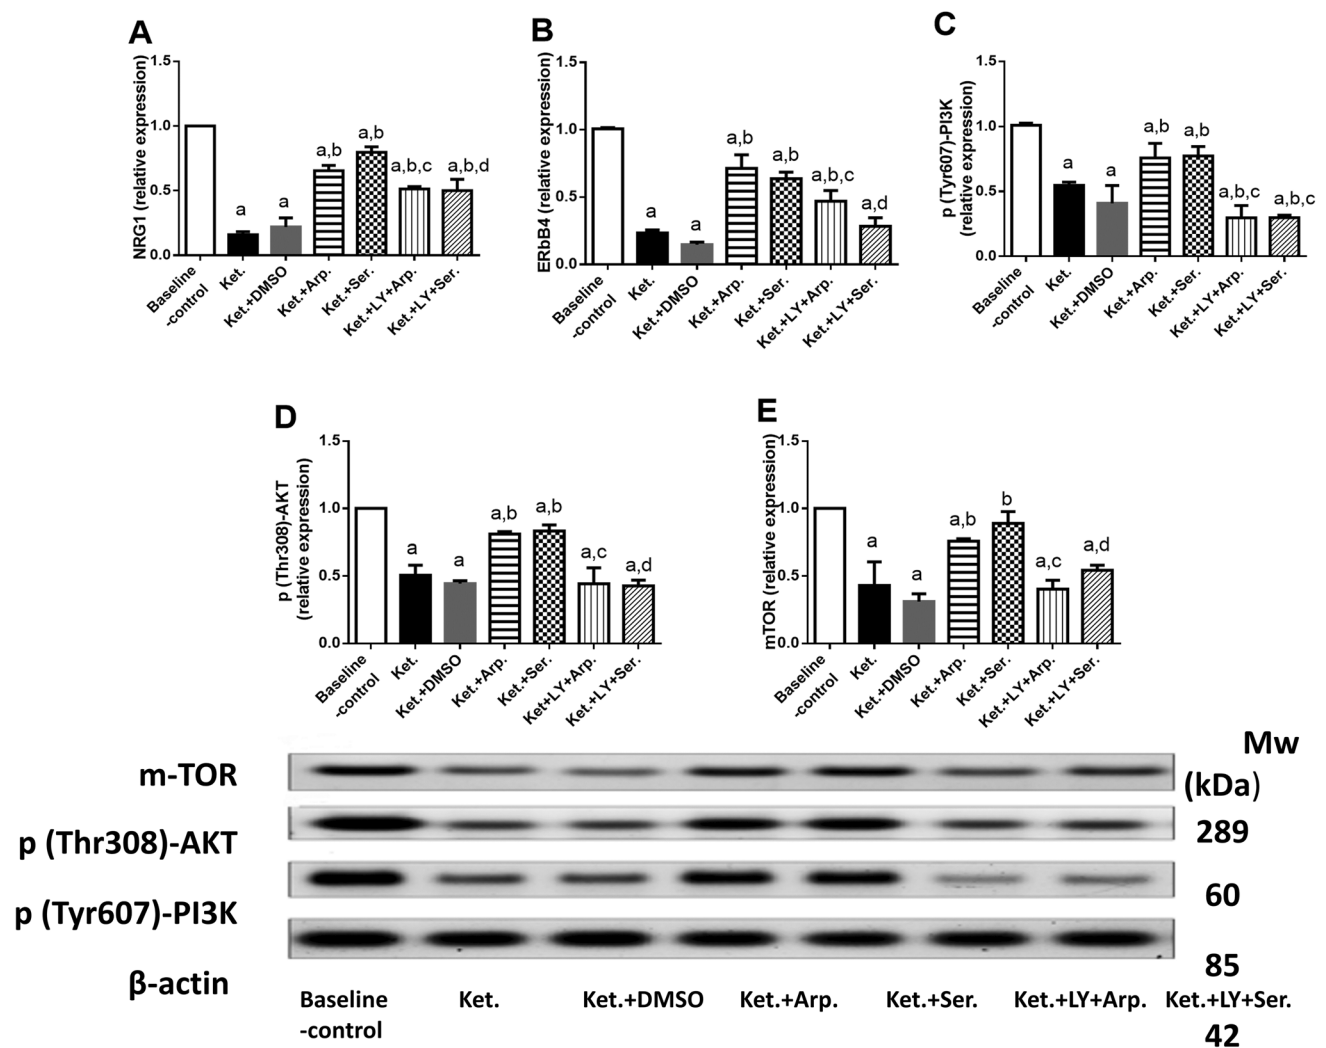 A
NRG1 (relative expression)
1.5
1.0
0.5
0.0
a
a
a,b
a,b
a,b,c
a,b,d
Baseline
-control
Ket.
Ket.+DMSO
Ket.+Arp.
Ket.+Ser.
Ket.+LY+Arp.
Ket.+LY+Ser.
B
ERbB4 (relative expression)
1.5
1.0
0.5
0.0
a
a
a,b
a,b
a,b,c
a,d
Baseline
-control
Ket.
Ket.+DMSO
Ket.+Arp.
Ket.+Ser.
Ket.+LY+Arp.
Ket.+LY+Ser.
C
p (Tyr607)-PI3K
(relative expression)
1.5
1.0
0.5
0.0
a
a
a,b
a,b
a,b,c
a,b,c
Baseline
-control
Ket.
Ket.+DMSO
Ket.+Arp.
Ket.+Ser.
Ket.+LY+Arp.
Ket.+LY+Ser.
D
p (Thr308)-AKT
(relative expression)
1.5
1.0
0.5
0.0
a
a
a,b
a,b
a,c
a,d
Baseline
-control
Ket.
Ket.+DMSO
Ket.+Arp.
Ket.+Ser.
Ket+LY+Arp.
Ket.+LY+Ser.
E
mTOR (relative expression)
1.5
1.0
0.5
0.0
a
a
a,b
b
a,c
a,d
Baseline
-control
Ket.
Ket.+DMSO
Ket.+Arp.
Ket.+Ser.
Ket.+LY+Arp.
Ket.+LY+Ser.
Mw
(kDa)
m-TOR
289
p (Thr308)-AKT
60
p (Tyr607)-PI3K
85
β-actin
Baseline
-control
Ket.
Ket.+DMSO
Ket.+Arp.
Ket.+Ser.
Ket.+LY+Arp.
Ket.+LY+Ser.
42